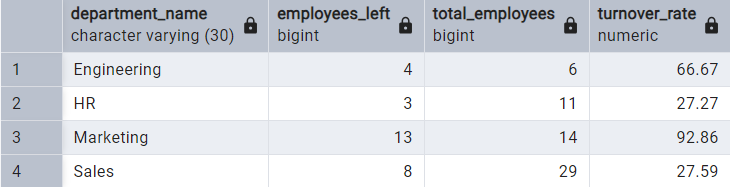 department_name employees_left total_employees turnover_rate
character varying (30) bigint bigint numeric
1 Engineering 4 6 66.67
2 HR 3 11 27.27
3 Marketing 13 14 92.86
4 Sales 8 29 27.59